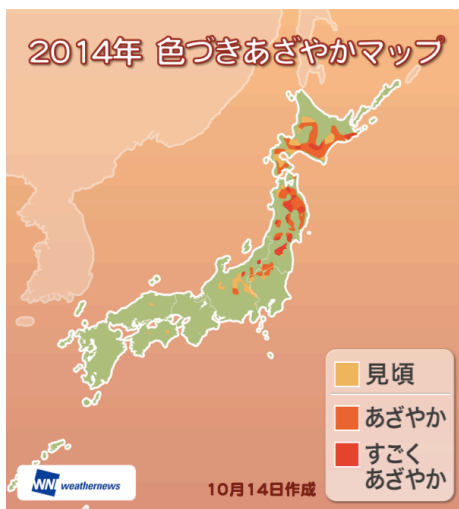 2014年 色づきあざやかマップ
見頃
あざやか
すごく
あざやか
WNI weathernews
10月14日作成